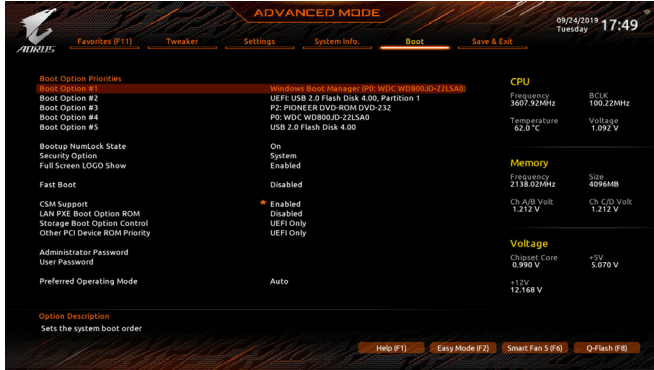 ADVANCED MODE
09/24/2019 Tuesday 17:49
AORUS
Favorites (F11) Tweaker Settings System Info. Boot Save & Exit
Boot Option Priorities
Boot Option #1 Windows Boot Manager (P0: WDC WD800JD-22LSA0)
Boot Option #2 UEFI: USB 2.0 Flash Disk 4.00, Partition 1
Boot Option #3 P2: PIONEER DVD-ROM DVD-232
Boot Option #4 P0: WDC WD800JD-22LSA0
Boot Option #5 USB 2.0 Flash Disk 4.00
Bootup NumLock State On
Security Option System
Full Screen LOGO Show Enabled
Fast Boot Disabled
CSM Support Enabled
LAN PXE Boot Option ROM Disabled
Storage Boot Option Control UEFI Only
Other PCI Device ROM Priority UEFI Only
Administrator Password
User Password
Preferred Operating Mode Auto
CPU
Frequency BCLK
3607.92MHz 100.22MHz
Temperature Voltage
62.0 °C 1.092 V
Memory
Frequency Size
2138.02MHz 4096MB
Ch A/B Volt Ch C/D Volt
1.212 V 1.212 V
Voltage
Chipset Core +5V
0.990 V 5.070 V
+12V
12.168 V
Option Description
Sets the system boot order
Help (F1) Easy Mode (F2) Smart Fan 5 (F6) Q-Flash (F8)